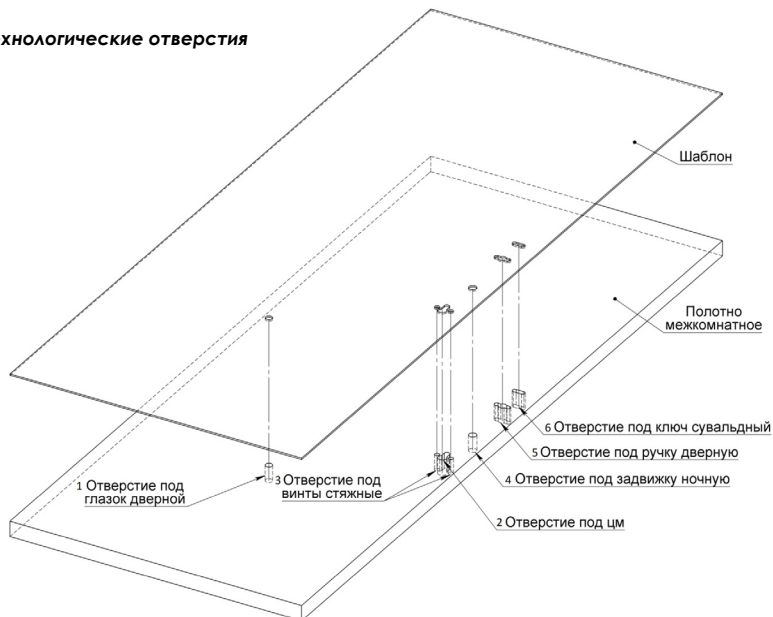 хнологические отверстия
Шаблон
Полотно
межкомнатное
6 Отверстие под ключ сувальдный
5 Отверстие под ручку дверную
4 Отверстие под задвижку ночную
3 Отверстие под
винты стяжные
1 Отверстие под
глазок дверной
2 Отверстие под цм